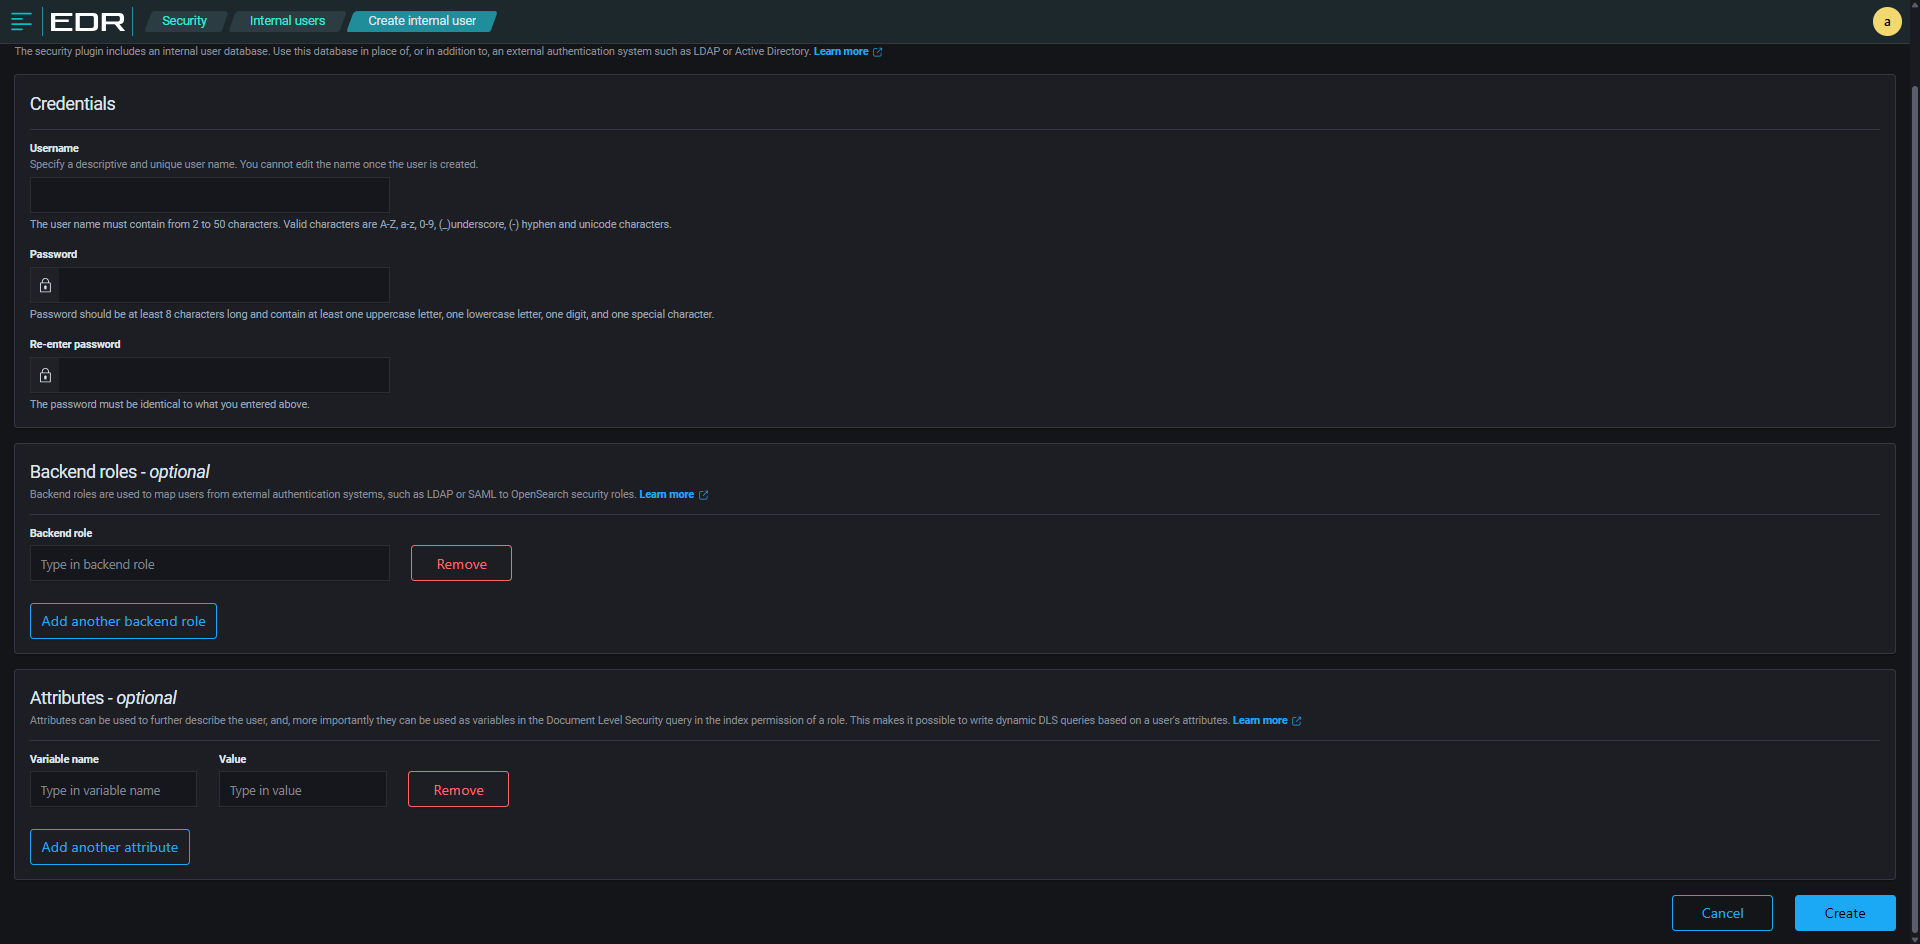 EDR Security Internal users Create internal user a
The security plugin includes an internal user database. Use this database in place of, or in addition to, an external authentication system such as LDAP or Active Directory. Learn more
Credentials
Username
Specify a descriptive and unique user name. You cannot edit the name once the user is created.
The user name must contain from 2 to 50 characters. Valid characters are A-Z, a-z, 0-9, (_)underscore, (-) hyphen and unicode characters.
Password
Password should be at least 8 characters long and contain at least one uppercase letter, one lowercase letter, one digit, and one special character.
Re-enter password
The password must be identical to what you entered above.
Backend roles - optional
Backend roles are used to map users from external authentication systems, such as LDAP or SAML to OpenSearch security roles. Learn more
Backend role
Type in backend role Remove
Add another backend role
Attributes - optional
Attributes can be used to further describe the user, and, more importantly they can be used as variables in the Document Level Security query in the index permission of a role. This makes it possible to write dynamic DLS queries based on a user's attributes. Learn more
Variable name Value
Type in variable name Type in value Remove
Add another attribute
Cancel Create